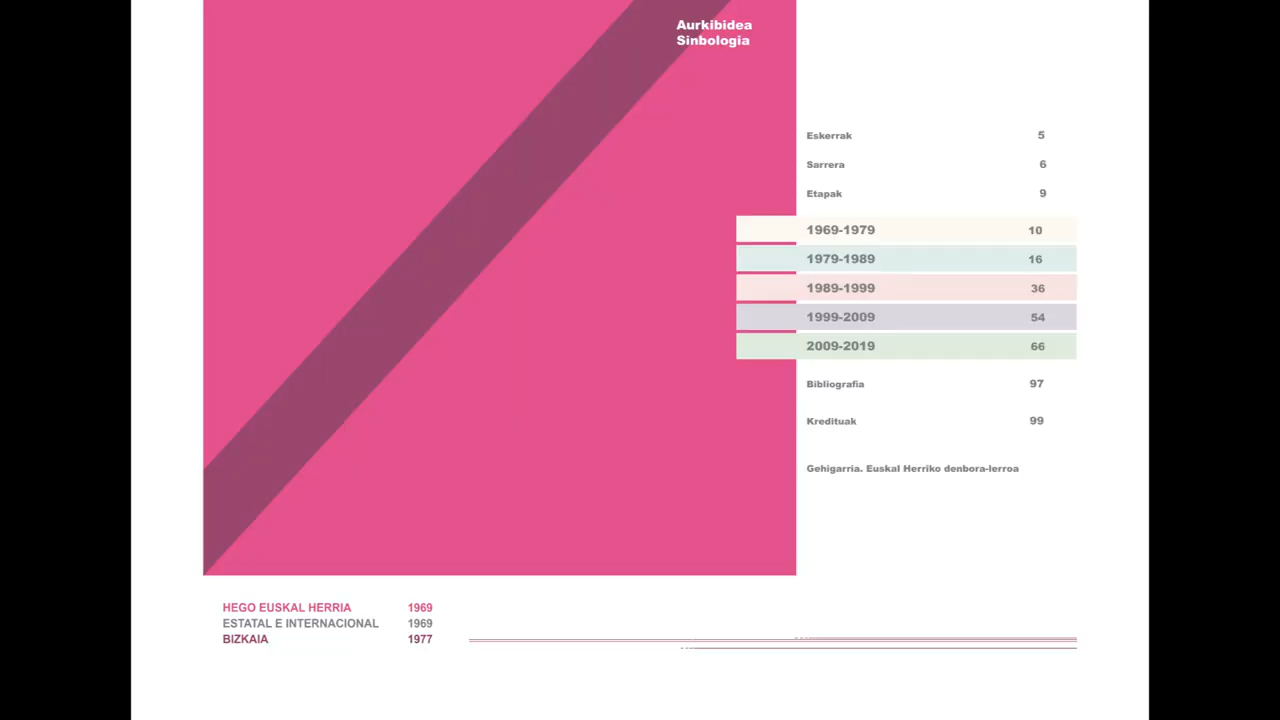 Aurkibidea
Sinbologia
Eskerrak 5
Sarrera 6
Etapak 9
1969-1979 10
1979-1989 16
1989-1999 36
1999-2009 54
2009-2019 66
Bibliografia 97
Kredituak 99
Gehigarria. Euskal Herriko denbora-lerroa
HEGO EUSKAL HERRIA 1969
ESTATAL E INTERNACIONAL 1969
BIZKAIA 1977